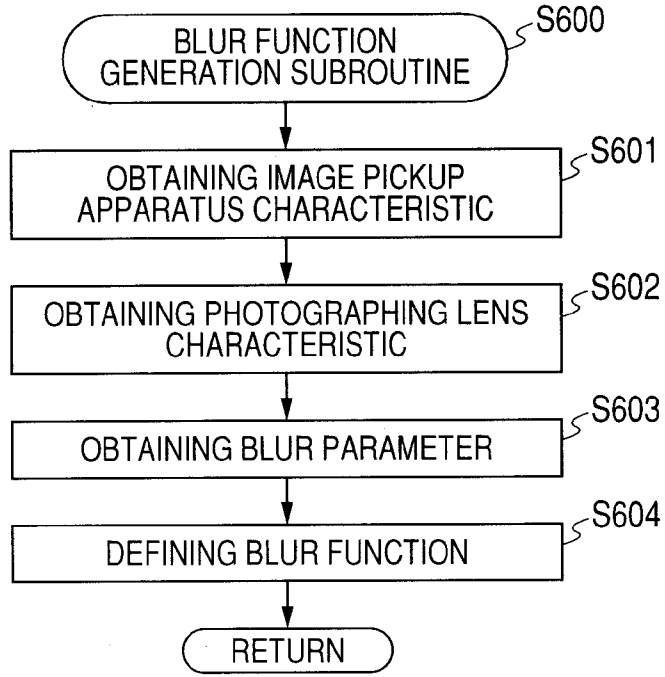 BLUR FUNCTION
GENERATION SUBROUTINE
S600
OBTAINING IMAGE PICKUP
APPARATUS CHARACTERISTIC
S601
OBTAINING PHOTOGRAPHING LENS
CHARACTERISTIC
S602
OBTAINING BLUR PARAMETER
S603
DEFINING BLUR FUNCTION
S604
RETURN